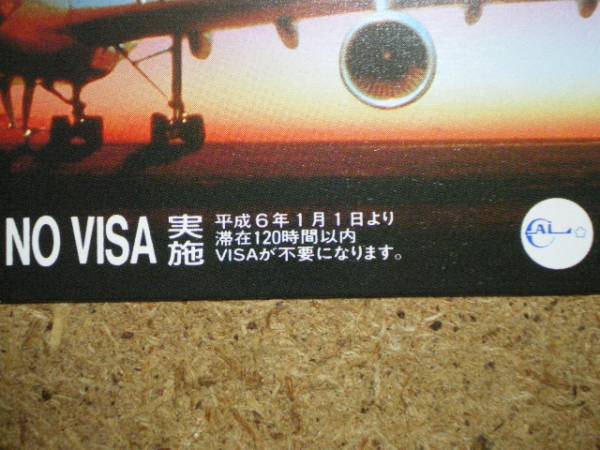 NO VISA 実施
平成6年1月1日より
滞在120時間以内
VISAが不要になります。
CAL